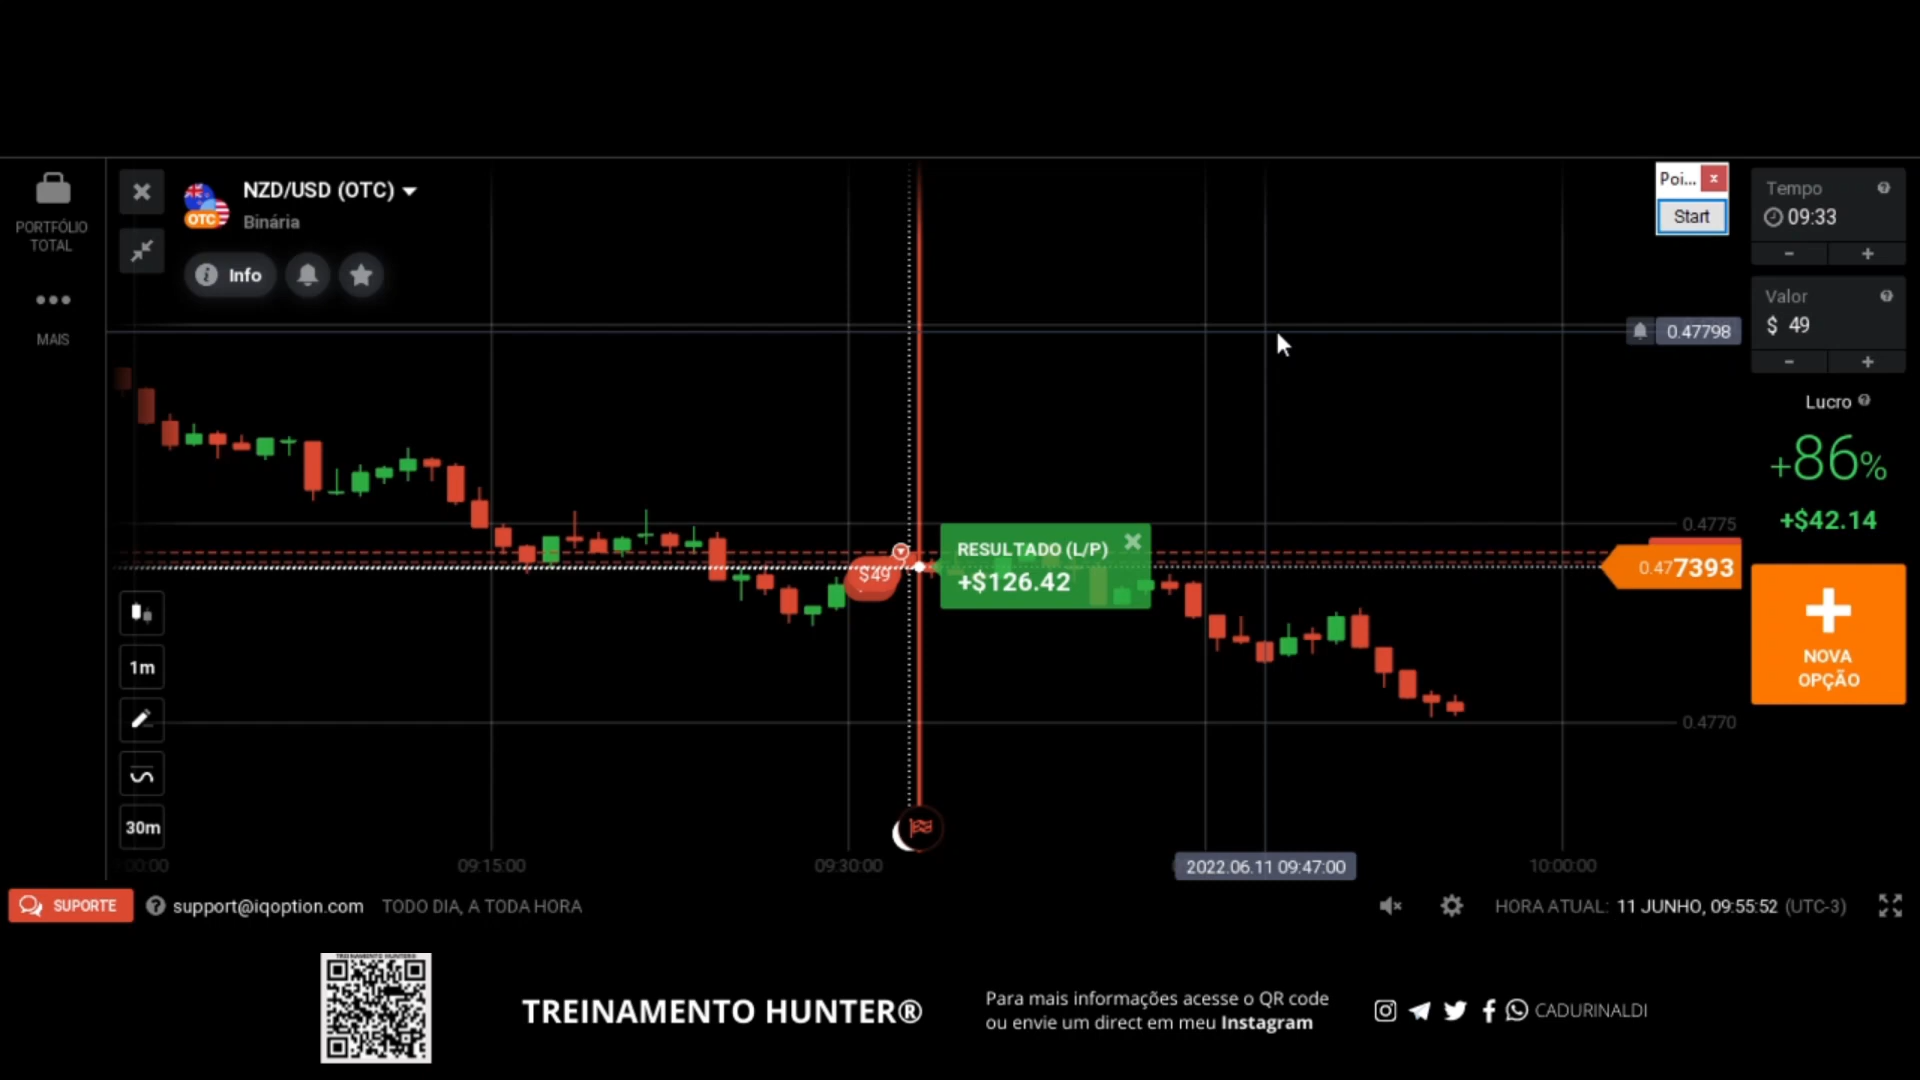 PORTFÓLIO
TOTAL
MAIS
NZD/USD (OTC)
OTC
Binária
Info
Poi...
x
Start
Tempo
09:33
- +
Valor
$ 49
- +
Lucro
+86%
+$42.14
NOVA
OPÇÃO
0.47798
0.4775
0.477393
0.4770
$49
RESULTADO (L/P)
+$126.42
1m
30m
:00:00
09:15:00
09:30:00
2022.06.11 09:47:00
10:00:00
SUPORTE
support@iqoption.com
TODO DIA, A TODA HORA
HORA ATUAL: 11 JUNHO, 09:55:52 (UTC-3)
TREINAMENTO HUNTER®
TREINAMENTO HUNTER®
Para mais informações acesse o QR code
ou envie um direct em meu Instagram
CADURINALDI